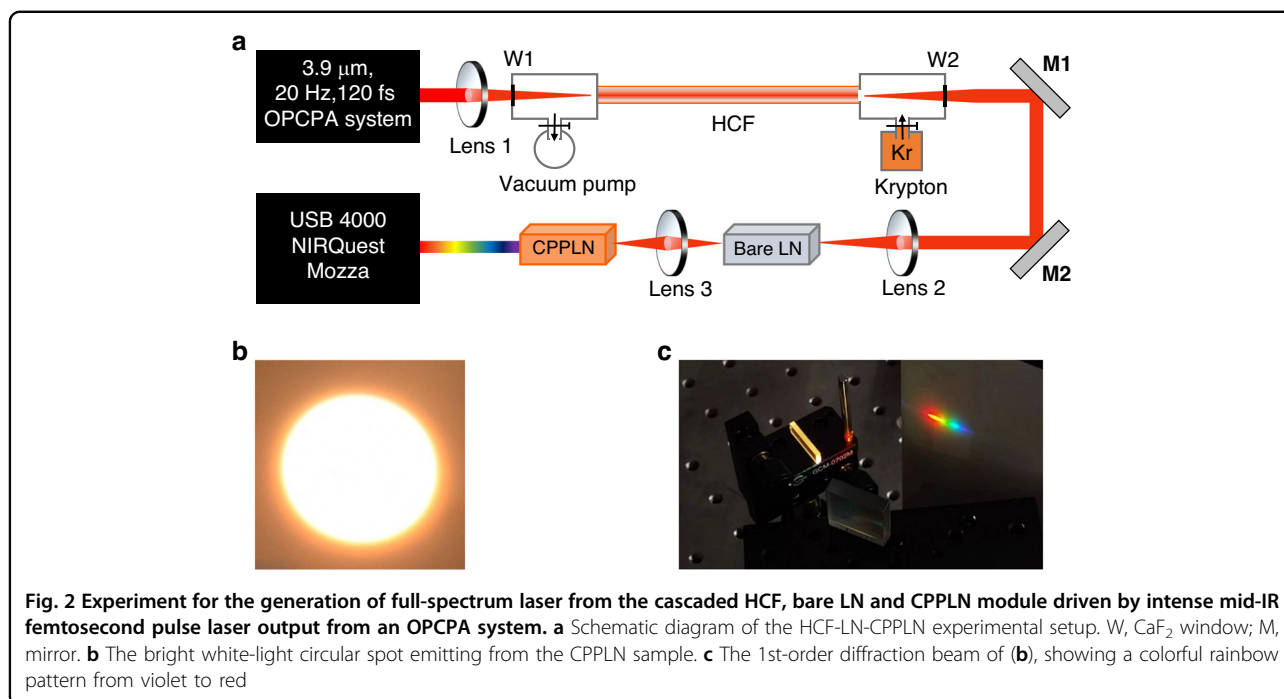 a
3.9 μm,
20 Hz,120 fs
OPCPA system
Lens 1
W1
Vacuum pump
HCF
W2
Kr
Krypton
M1
M2
USB 4000
NIRQuest
Mozza
CPPLN
Lens 3
Bare LN
Lens 2
b
c
GCM-0702M
Fig. 2 Experiment for the generation of full-spectrum laser from the cascaded HCF, bare LN and CPPLN module driven by intense mid-IR
femtosecond pulse laser output from an OPCPA system. a Schematic diagram of the HCF-LN-CPPLN experimental setup. W, CaF₂ window; M,
mirror. b The bright white-light circular spot emitting from the CPPLN sample. c The 1st-order diffraction beam of (b), showing a colorful rainbow
pattern from violet to red